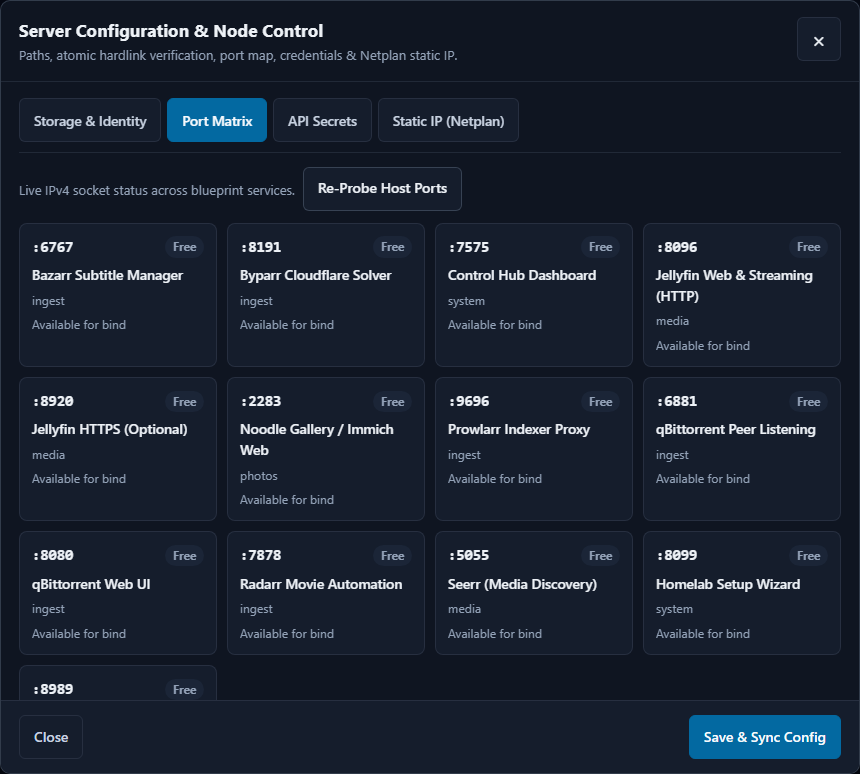 Server Configuration & Node Control
Paths, atomic hardlink verification, port map, credentials & Netplan static IP.
×
Storage & Identity
Port Matrix
API Secrets
Static IP (Netplan)
Live IPv4 socket status across blueprint services.
Re-Probe Host Ports
:6767
Free
Bazarr Subtitle Manager
ingest
Available for bind
:8191
Free
Byparr Cloudflare Solver
ingest
Available for bind
:7575
Free
Control Hub Dashboard
system
Available for bind
:8096
Free
Jellyfin Web & Streaming
(HTTP)
media
Available for bind
:8920
Free
Jellyfin HTTPS (Optional)
media
Available for bind
:2283
Free
Noodle Gallery / Immich
Web
photos
Available for bind
:9696
Free
Prowlarr Indexer Proxy
ingest
Available for bind
:6881
Free
qBittorrent Peer Listening
ingest
Available for bind
:8080
Free
qBittorrent Web UI
ingest
Available for bind
:7878
Free
Radarr Movie Automation
ingest
Available for bind
:5055
Free
Seerr (Media Discovery)
media
Available for bind
:8099
Free
Homelab Setup Wizard
system
Available for bind
:8989
Free
Close
Save & Sync Config